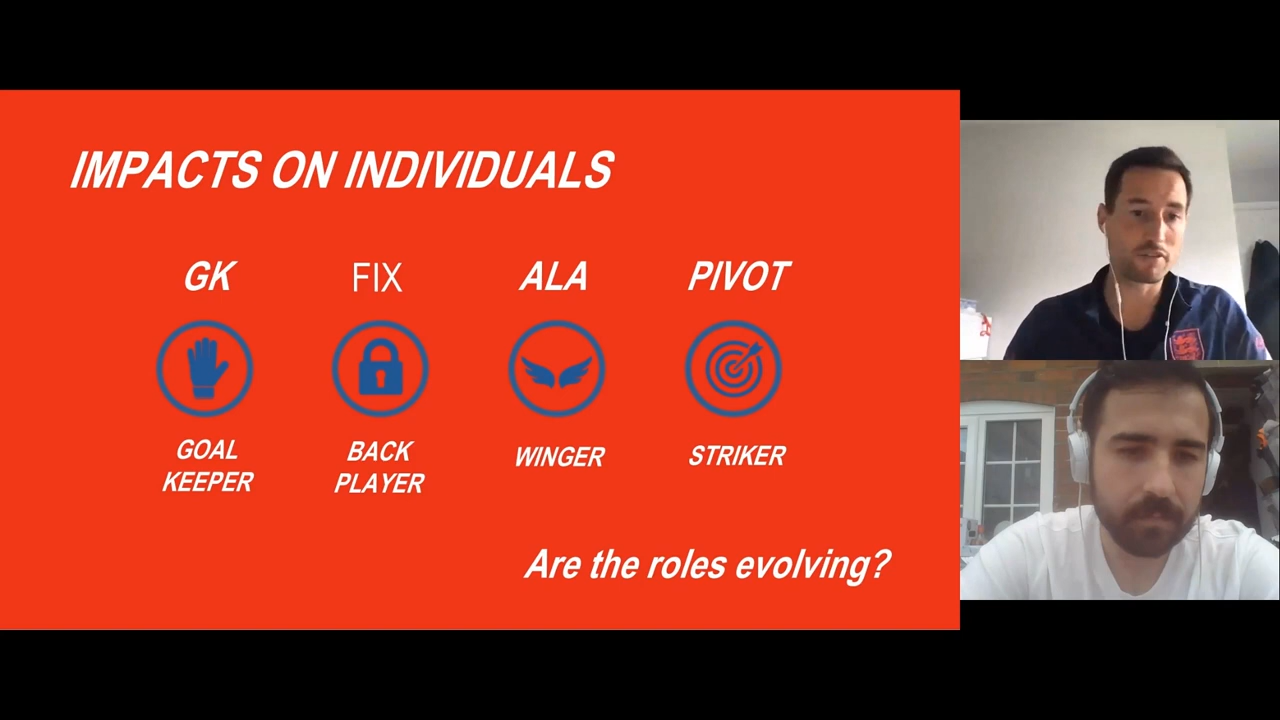 IMPACTS ON INDIVIDUALS
GK
FIX
ALA
PIVOT
GOAL
KEEPER
BACK
PLAYER
WINGER
STRIKER
Are the roles evolving?